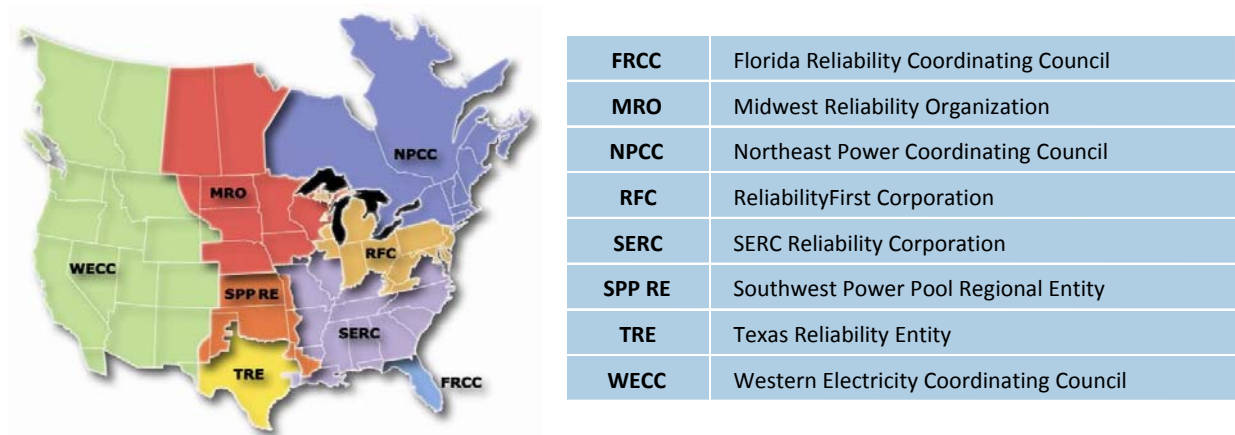 NPCC
MRO
RFC
WECC
SPP RE
SERC
TRE
FRCC
FRCC Florida Reliability Coordinating Council
MRO Midwest Reliability Organization
NPCC Northeast Power Coordinating Council
RFC ReliabilityFirst Corporation
SERC SERC Reliability Corporation
SPP RE Southwest Power Pool Regional Entity
TRE Texas Reliability Entity
WECC Western Electricity Coordinating Council